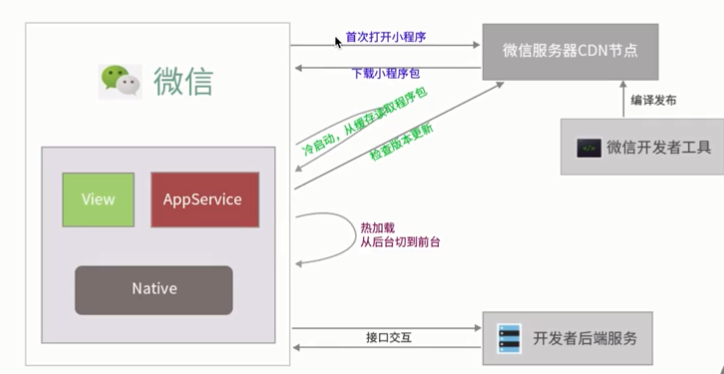 首次打开小程序
微信服务器CDN节点
下载小程序包
微信
冷启动，从缓存读取程序包
检查版本更新
编译发布
微信开发者工具
View
AppService
热加载
从后台切到前台
Native
接口交互
开发者后端服务